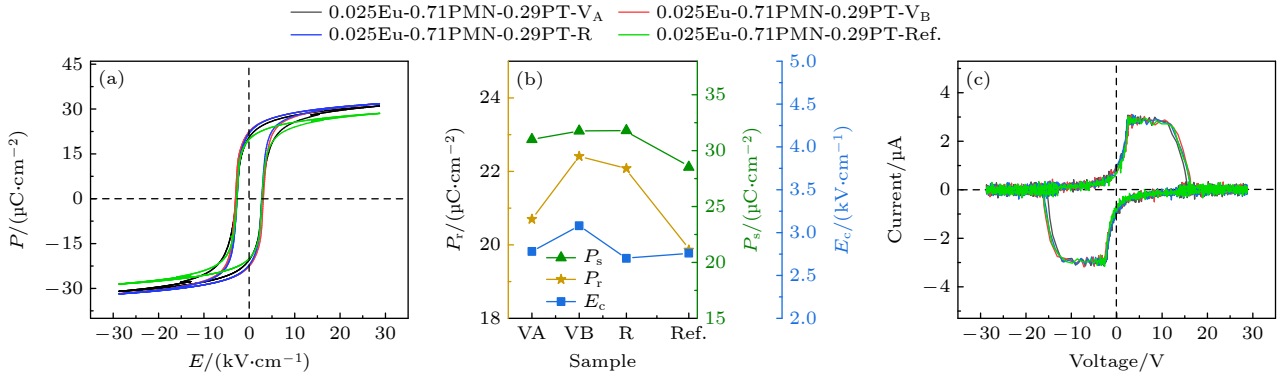 0.025Eu-0.71PMN-0.29PT-V_A 0.025Eu-0.71PMN-0.29PT-V_B
0.025Eu-0.71PMN-0.29PT-R 0.025Eu-0.71PMN-0.29PT-Ref.
(a)
P/(μC·cm⁻²)
45
30
15
0
−15
−30
−30 −20 −10 0 10 20 30
E/(kV·cm⁻¹)
(b)
P_r/(μC·cm⁻²)
24
22
20
18
P_s
P_r
E_c
VA VB R Ref.
Sample
35
30
25
20
15
P_s/(μC·cm⁻²)
5.0
4.5
4.0
3.5
3.0
2.5
2.0
E_c/(kV·cm⁻¹)
(c)
Current/μA
4
2
0
−2
−4
−30 −20 −10 0 10 20 30
Voltage/V